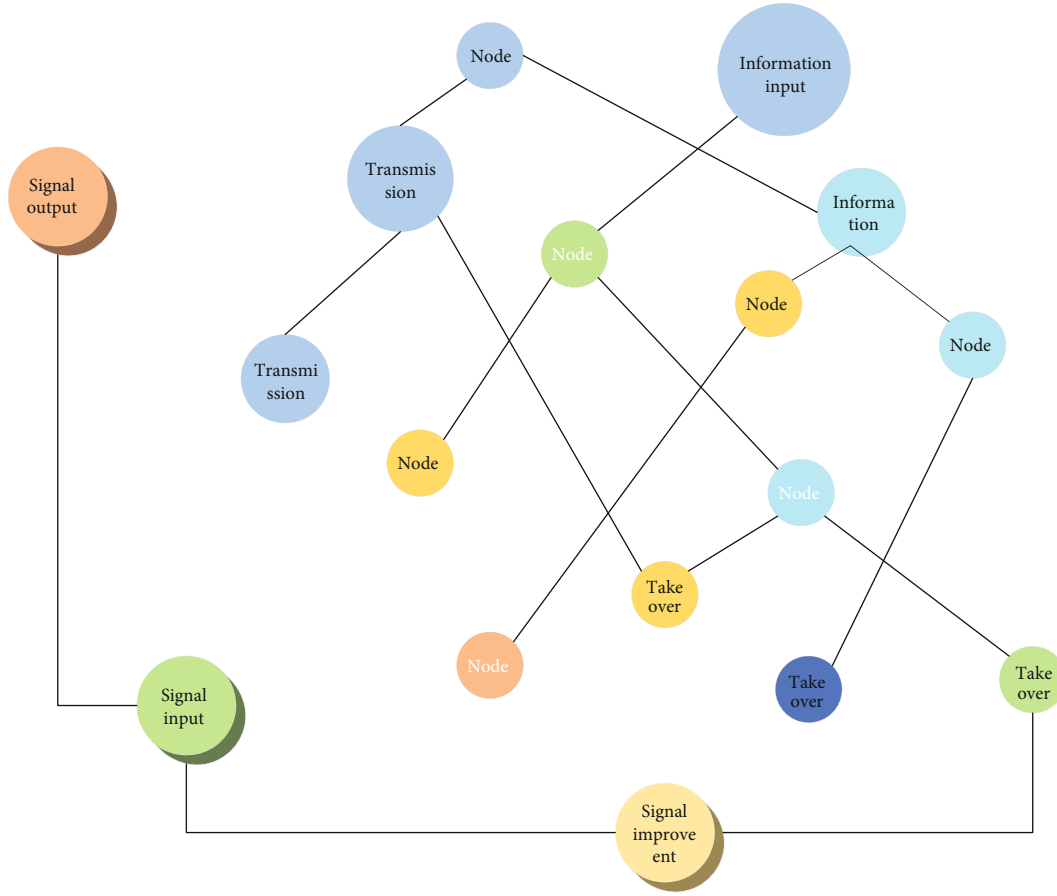 Node
Information
input
Transmis
sion
Signal
output
Informa
tion
Node
Node
Node
Transmi
ssion
Node
Node
Take
over
Node
Take
over
Take
over
Signal
input
Signal
improve
ent